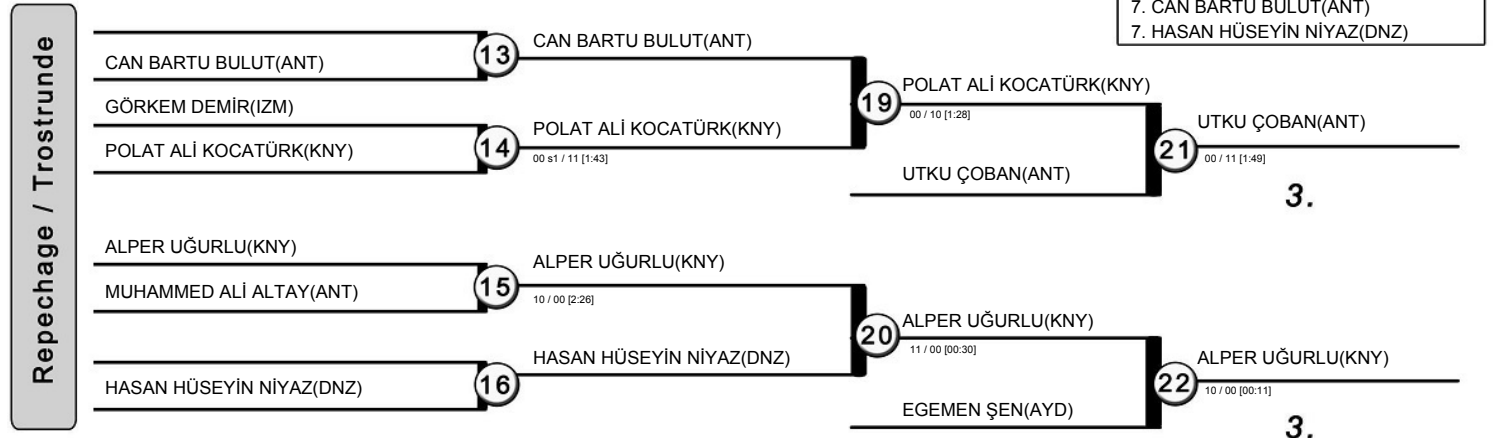 7. CAN BARTU BULUT(ANT)
7. HASAN HÜSEYİN NİYAZ(DNZ)
Repechage / Trostrunde
CAN BARTU BULUT(ANT)
13
CAN BARTU BULUT(ANT)
GÖRKEM DEMİR(IZM)
POLAT ALİ KOCATÜRK(KNY)
14
POLAT ALİ KOCATÜRK(KNY)
00 s1 / 11 [1:43]
19
POLAT ALİ KOCATÜRK(KNY)
00 / 10 [1:28]
UTKU ÇOBAN(ANT)
21
UTKU ÇOBAN(ANT)
00 / 11 [1:49]
3.
ALPER UĞURLU(KNY)
MUHAMMED ALİ ALTAY(ANT)
15
ALPER UĞURLU(KNY)
10 / 00 [2:26]
HASAN HÜSEYİN NİYAZ(DNZ)
16
HASAN HÜSEYİN NİYAZ(DNZ)
20
ALPER UĞURLU(KNY)
11 / 00 [00:30]
EGEMEN ŞEN(AYD)
22
ALPER UĞURLU(KNY)
10 / 00 [00:11]
3.